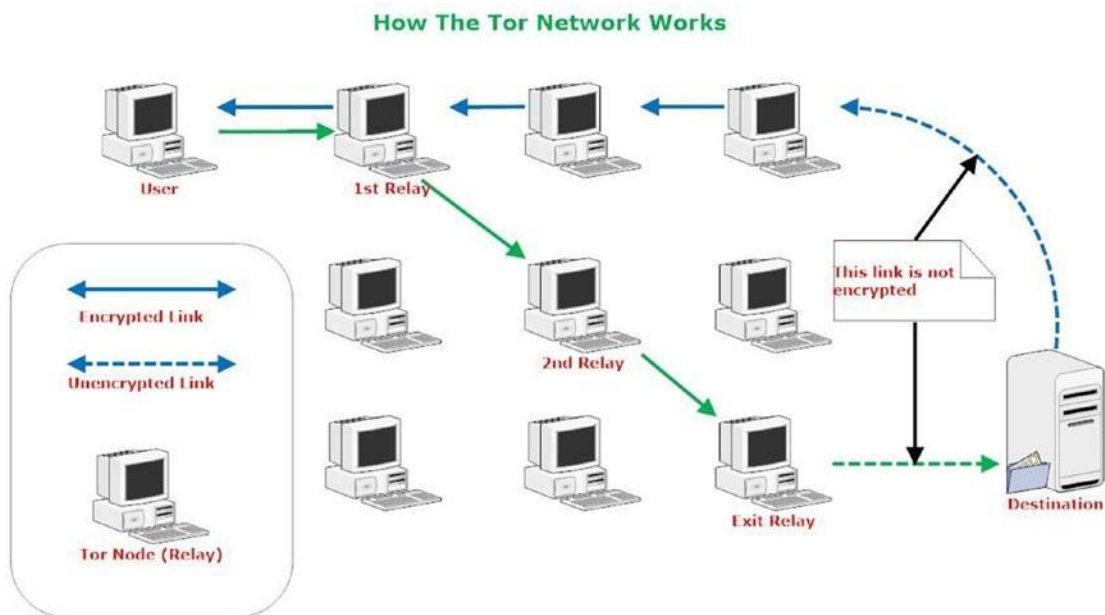 How The Tor Network Works
User
1st Relay
This link is not
encrypted
Encrypted Link
Unencrypted Link
2nd Relay
Tor Node (Relay)
Exit Relay
Destination